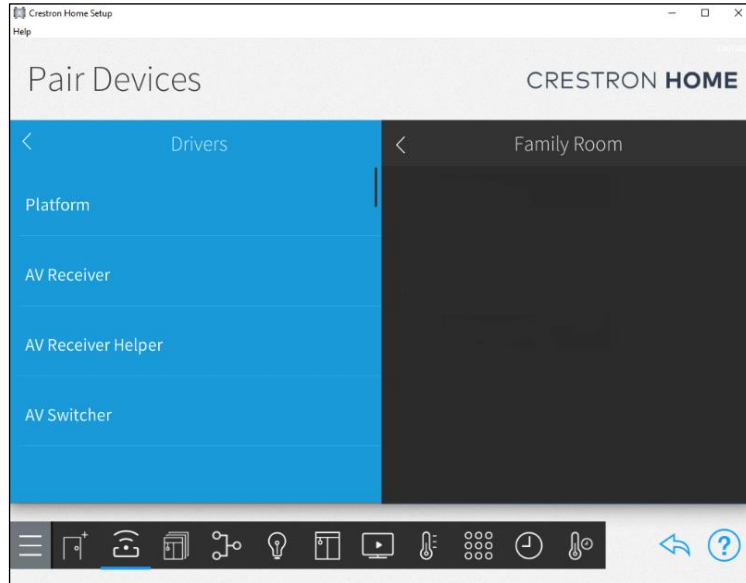 Crestron Home Setup
Help
Pair Devices
CRESTRON HOME
Drivers
Family Room
Platform
AV Receiver
AV Receiver Helper
AV Switcher
?